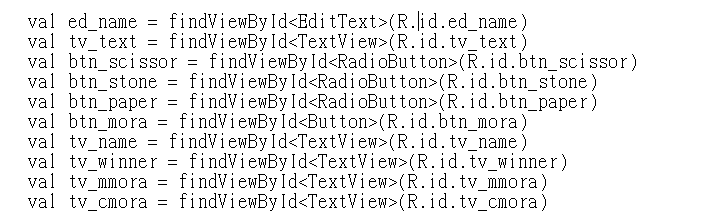 val ed_name = findViewById<EditText>(R.id.ed_name)
val tv_text = findViewById<TextView>(R.id.tv_text)
val btn_scissor = findViewById<RadioButton>(R.id.btn_scissor)
val btn_stone = findViewById<RadioButton>(R.id.btn_stone)
val btn_paper = findViewById<RadioButton>(R.id.btn_paper)
val btn_mora = findViewById<Button>(R.id.btn_mora)
val tv_name = findViewById<TextView>(R.id.tv_name)
val tv_winner = findViewById<TextView>(R.id.tv_winner)
val tv_mmora = findViewById<TextView>(R.id.tv_mmora)
val tv_cmora = findViewById<TextView>(R.id.tv_cmora)